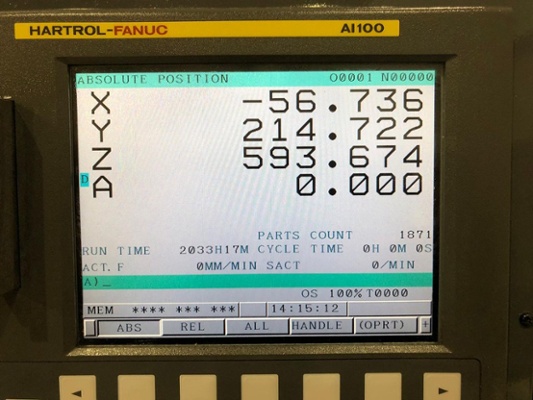 HARTROL-FANUC AI100
ABSOLUTE POSITION O0001 N00000
X -56.736
Y 214.722
Z 593.674
D A 0.000
PARTS COUNT 1871
RUN TIME 2033H17M CYCLE TIME 0H 0M 0S
ACT.F 0MM/MIN SACT 0/MIN
A)_
OS 100% T0000
MEM **** *** *** 14:15:12
ABS REL ALL HANDLE (OPRT) +
◄ ►